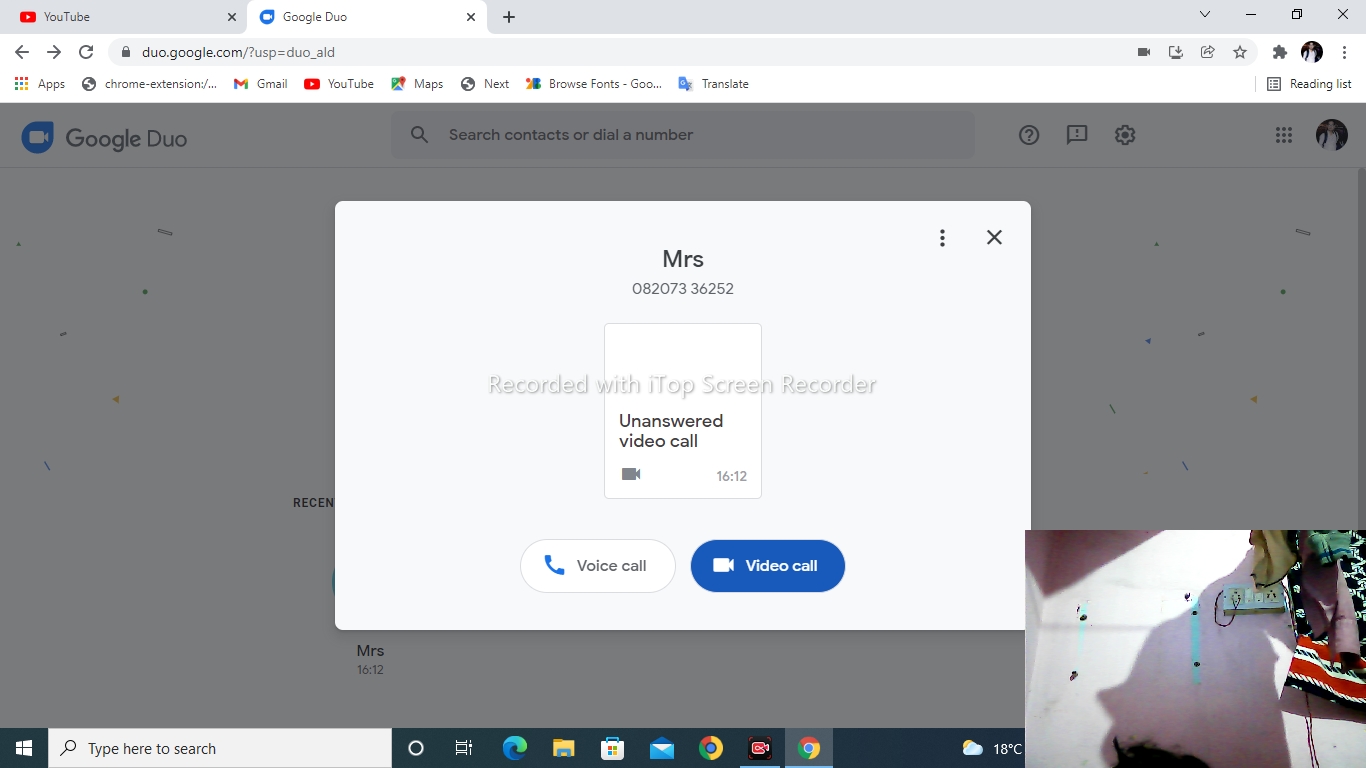 YouTube
Google Duo
duo.google.com/?usp=duo_ald
Apps
chrome-extension:/...
Gmail
YouTube
Maps
Next
Browse Fonts - Goo...
Translate
Reading list
Google Duo
Search contacts or dial a number
Mrs
082073 36252
Recorded with iTop Screen Recorder
Unanswered
video call
16:12
RECEN
Voice call
Video call
Mrs
16:12
Type here to search
18°C